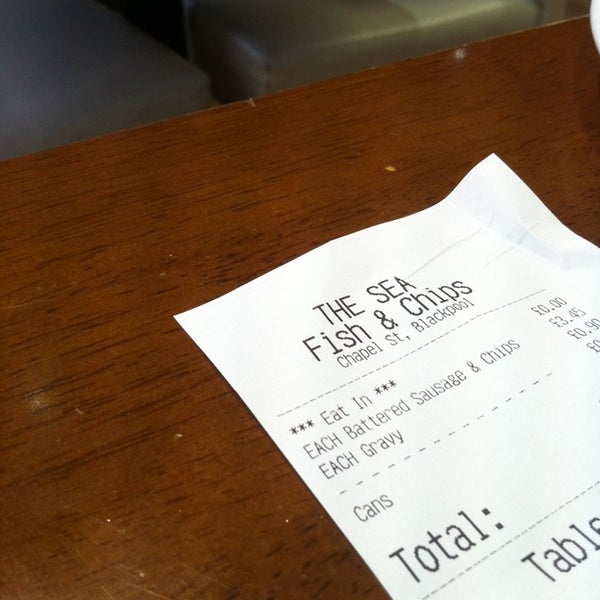 THE SEA
Fish & Chips
Chapel St, Blackpool
*** Eat In *** £0.00
EACH Battered Sausage & Chips £3.45
EACH Gravy £0.90
Cans
Total: